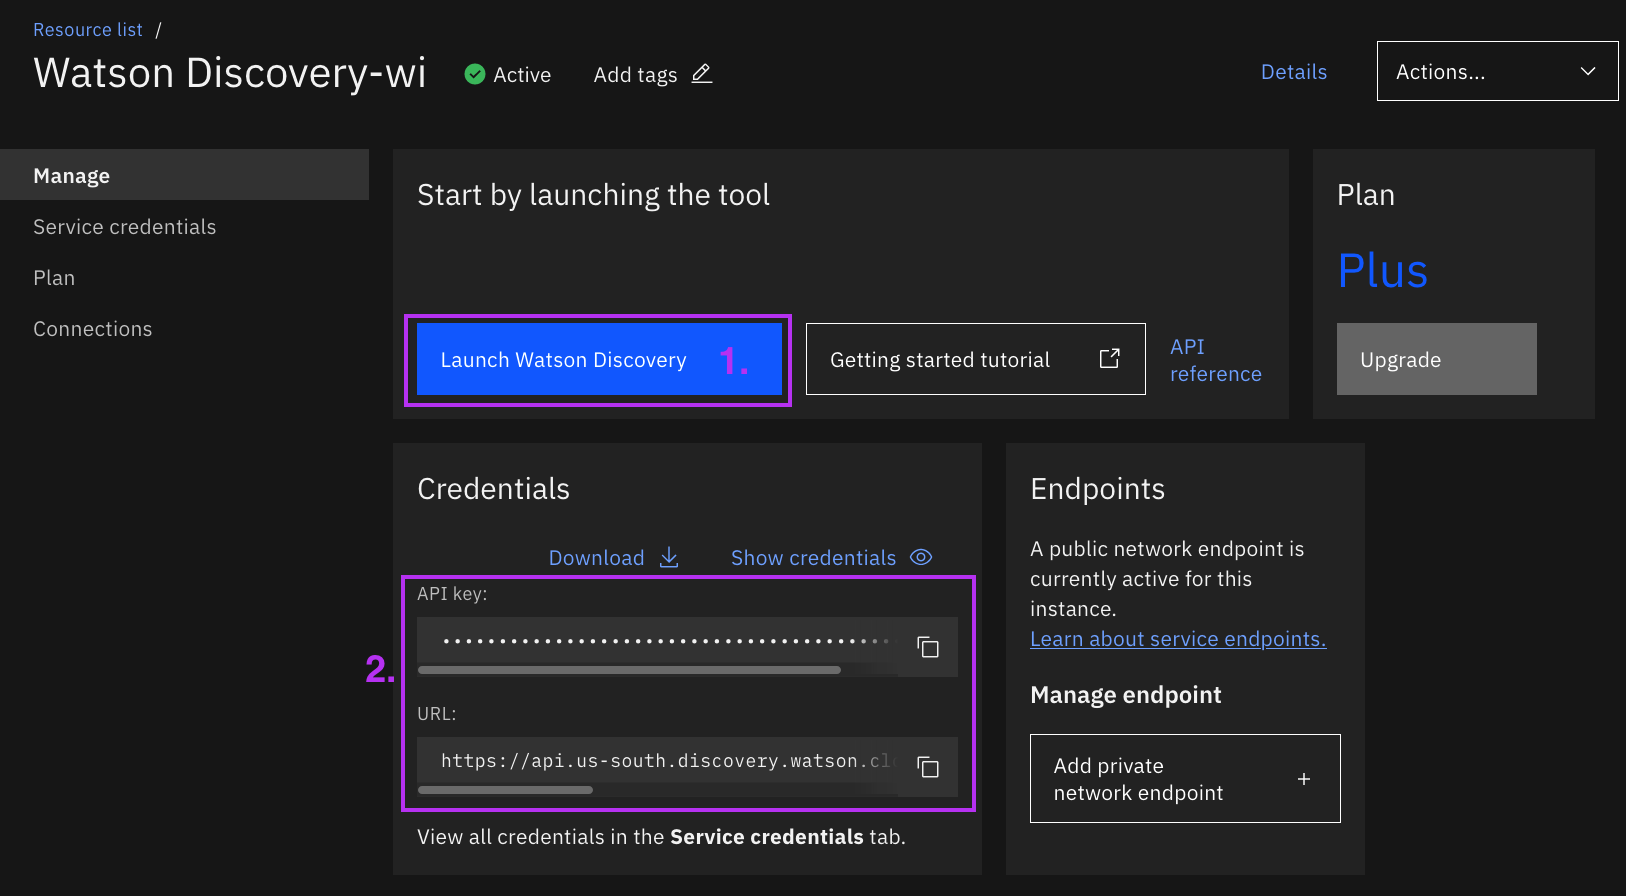 Resource list /
Watson Discovery-wi
Active
Add tags
Details
Actions...
Manage
Service credentials
Plan
Connections
Start by launching the tool
Launch Watson Discovery
1.
Getting started tutorial
API
reference
Plan
Plus
Upgrade
Credentials
Download
Show credentials
2.
API key:
URL:
https://api.us-south.discovery.watson.clo
View all credentials in the Service credentials tab.
Endpoints
A public network endpoint is
currently active for this
instance.
Learn about service endpoints.
Manage endpoint
Add private
network endpoint
+